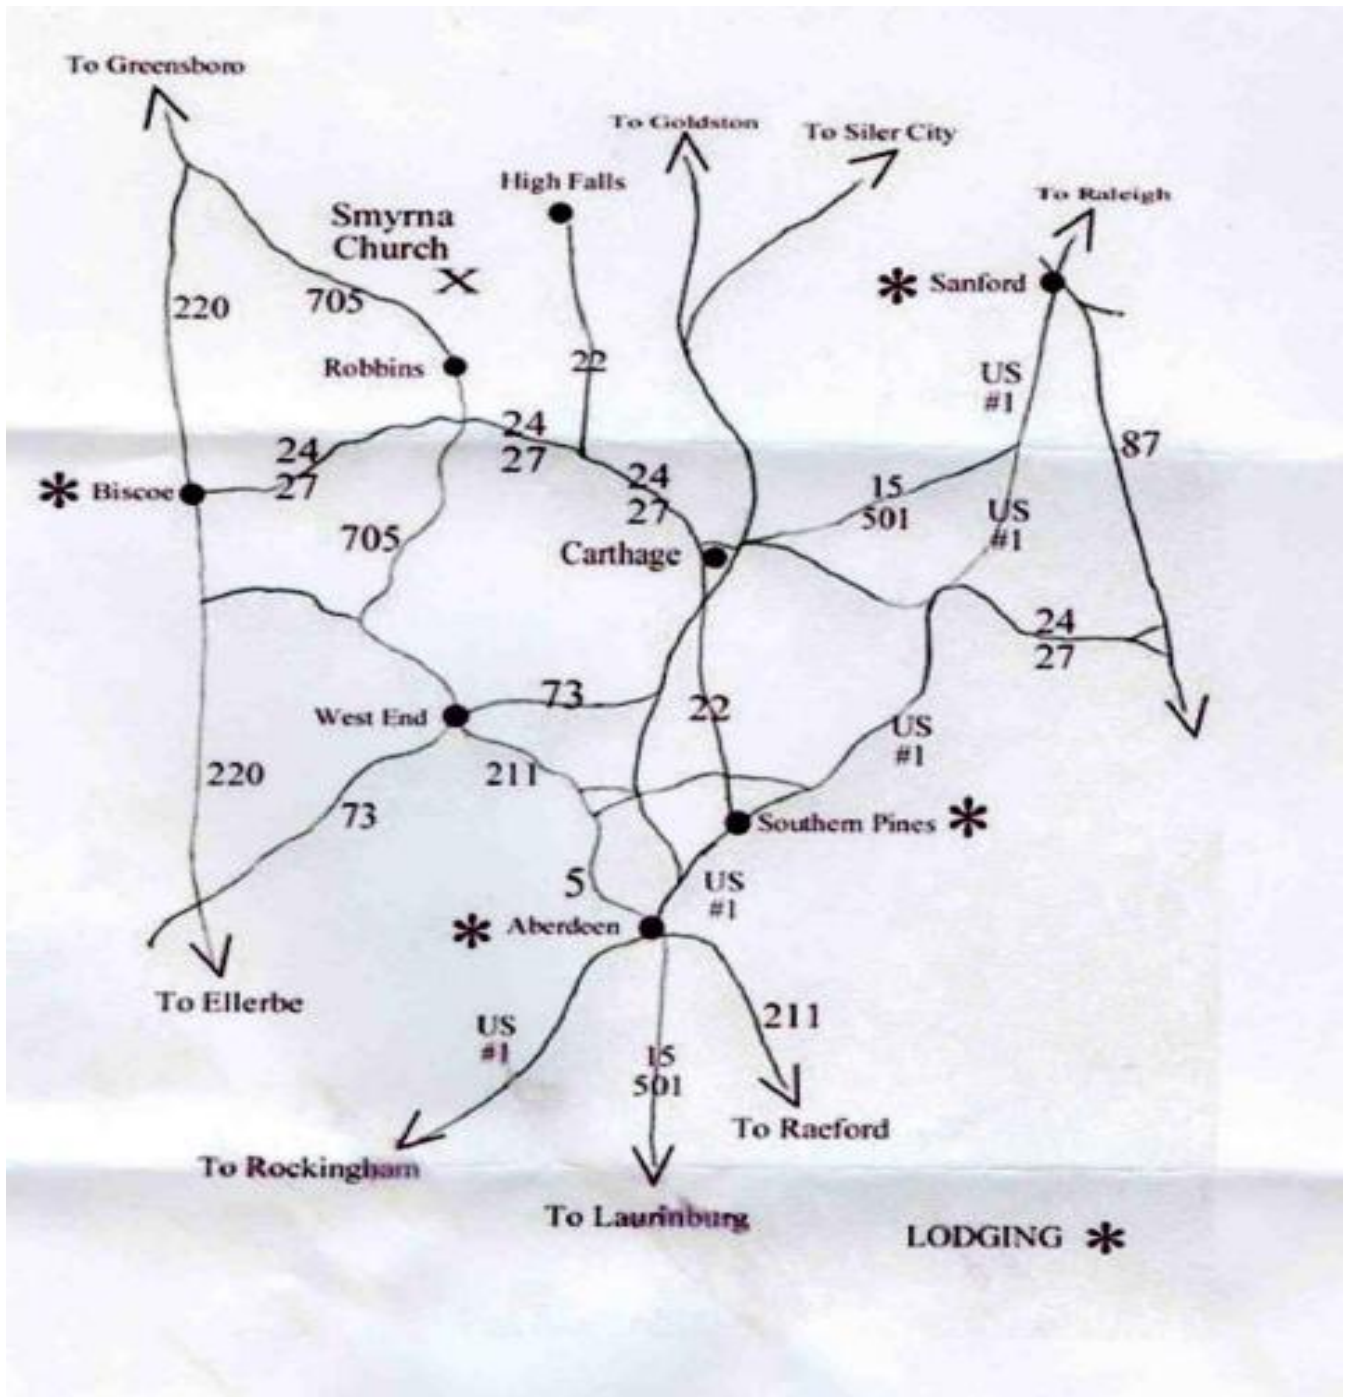 To Greensboro
To Goldston
To Siler City
High Falls
To Raleigh
Smyrna
Church
X
* Sanford
220
705
Robbins
22
US
#1
24
27
24
27
24
27
87
* Biscoe
15
501
US
#1
705
Carthage
24
27
73
22
West End
US
#1
211
220
73
Southern Pines *
5
US
#1
* Aberdeen
To Ellerbe
211
US
#1
15
501
To Raeford
To Rockingham
To Laurinburg
LODGING *